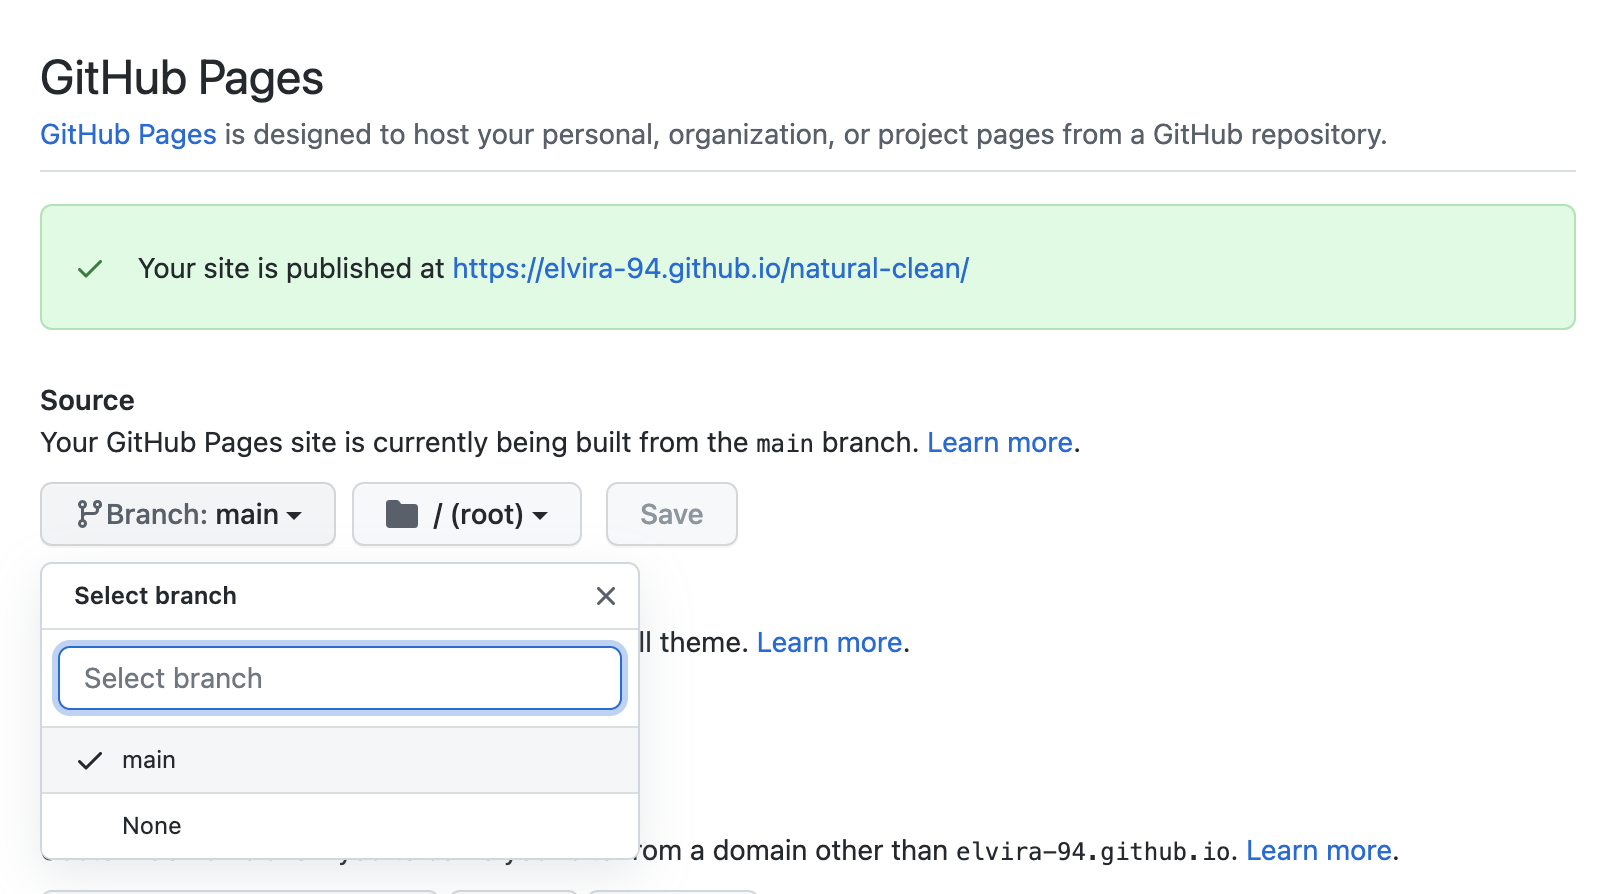 GitHub Pages
GitHub Pages is designed to host your personal, organization, or project pages from a GitHub repository.
Your site is published at https://elvira-94.github.io/natural-clean/
Source
Your GitHub Pages site is currently being built from the main branch. Learn more.
Branch: main / (root) Save
Select branch
ll theme. Learn more.
Select branch
main
None
from a domain other than elvira-94.github.io. Learn more.